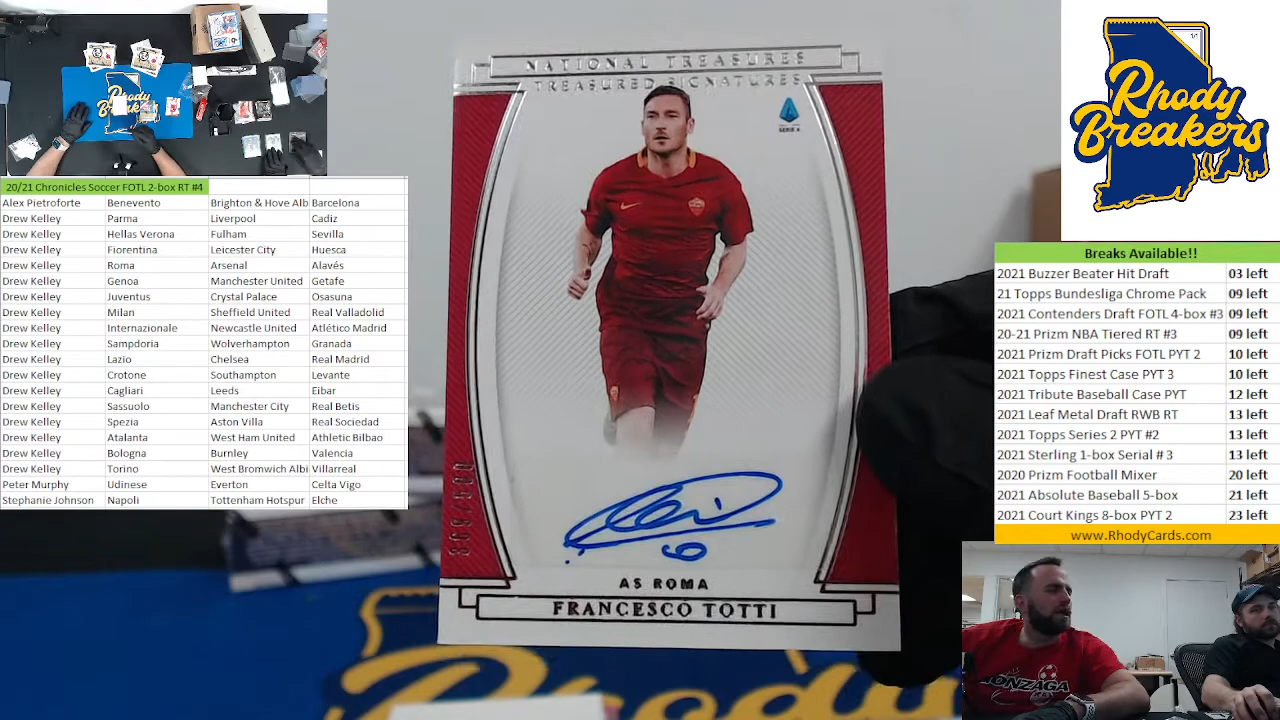 20/21 Chronicles Soccer FOTL 2-box RT #4
Alex Pietroforte Benevento Brighton & Hove Alb Barcelona
Drew Kelley Parma Liverpool Cadiz
Drew Kelley Hellas Verona Fulham Sevilla
Drew Kelley Fiorentina Leicester City Huesca
Drew Kelley Roma Arsenal Alavés
Drew Kelley Genoa Manchester United Getafe
Drew Kelley Juventus Crystal Palace Osasuna
Drew Kelley Milan Sheffield United Real Valladolid
Drew Kelley Internazionale Newcastle United Atlético Madrid
Drew Kelley Sampdoria Wolverhampton Granada
Drew Kelley Lazio Chelsea Real Madrid
Drew Kelley Crotone Southampton Levante
Drew Kelley Cagliari Leeds Eibar
Drew Kelley Sassuolo Manchester City Real Betis
Drew Kelley Spezia Aston Villa Real Sociedad
Drew Kelley Atalanta West Ham United Athletic Bilbao
Drew Kelley Bologna Burnley Valencia
Drew Kelley Torino West Bromwich Albi Villarreal
Peter Murphy Udinese Everton Celta Vigo
Stephanie Johnson Napoli Tottenham Hotspur Elche
NATIONAL TREASURES
TREASURED SIGNATURES
SERIE A
AS ROMA
FRANCESCO TOTTI
Rhody
Breakers
Rhody
Breakers
Rhody
Breakers!!
Breaks Available!!
2021 Buzzer Beater Hit Draft 03 left
21 Topps Bundesliga Chrome Pack 09 left
2021 Contenders Draft FOTL 4-box #3 09 left
20-21 Prizm NBA Tiered RT #3 09 left
2021 Prizm Draft Picks FOTL PYT 2 10 left
2021 Topps Finest Case PYT 3 10 left
2021 Tribute Baseball Case PYT 12 left
2021 Leaf Metal Draft RWB RT 13 left
2021 Topps Series 2 PYT #2 13 left
2021 Sterling 1-box Serial # 3 13 left
2020 Prizm Football Mixer 20 left
2021 Absolute Baseball 5-box 21 left
2021 Court Kings 8-box PYT 2 23 left
www.RhodyCards.com
GONZAGA